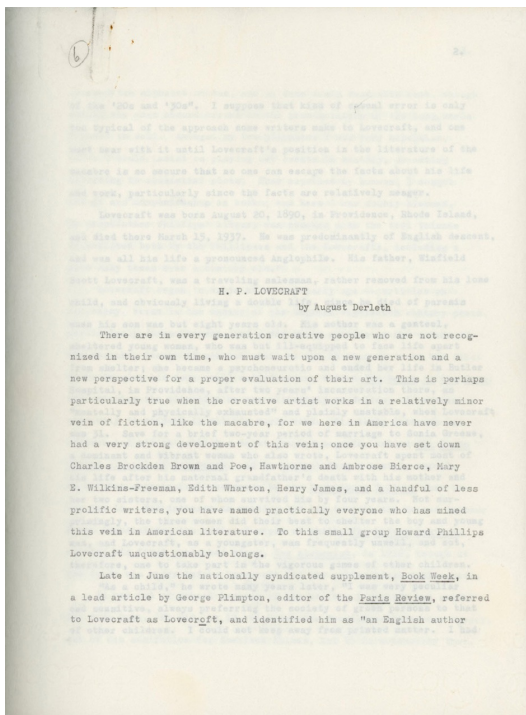 6
H. P. LOVECRAFT
by August Derleth
There are in every generation creative people who are not recog-
nized in their own time, who must wait upon a new generation and a
new perspective for a proper evaluation of their art. This is perhaps
particularly true when the creative artist works in a relatively minor
vein of fiction, like the macabre, for we here in America have never
had a very strong development of this vein; once you have set down
Charles Brockden Brown and Poe, Hawthorne and Ambrose Bierce, Mary
E. Wilkins-Freeman, Edith Wharton, Henry James, and a handful of less
prolific writers, you have named practically everyone who has mined
this vein in American literature. To this small group Howard Phillips
Lovecraft unquestionably belongs.
Late in June the nationally syndicated supplement, Book Week, in
a lead article by George Plimpton, editor of the Paris Review, referred
to Lovecraft as Lovecroft, and identified him as "an English author